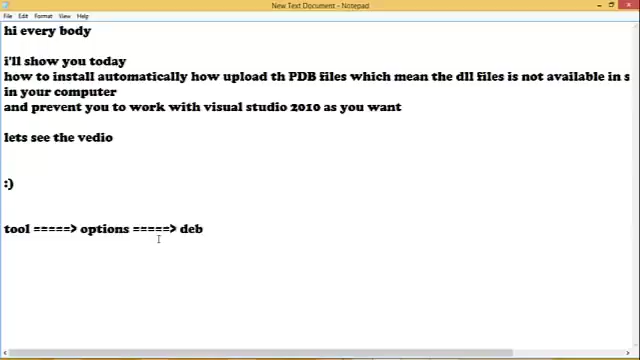 New Text Document - Notepad
File Edit Format View Help
hi every body
i'll show you today
how to install automatically how upload th PDB files which mean the dll files is not available in s
in your computer
and prevent you to work with visual studio 2010 as you want
lets see the vedio
:)
tool =====> options =====> deb